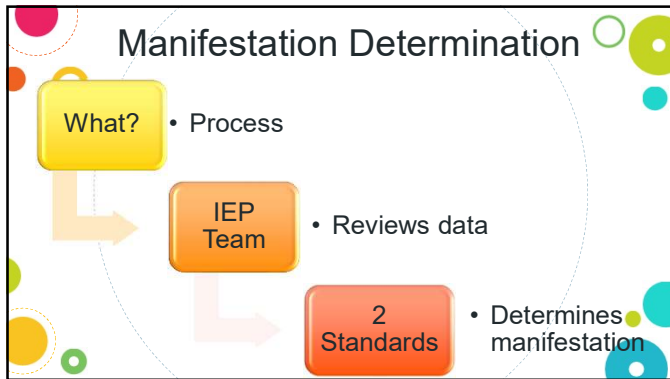 Manifestation Determination
What?
• Process
IEP
Team
• Reviews data
2
Standards
• Determines
manifestation